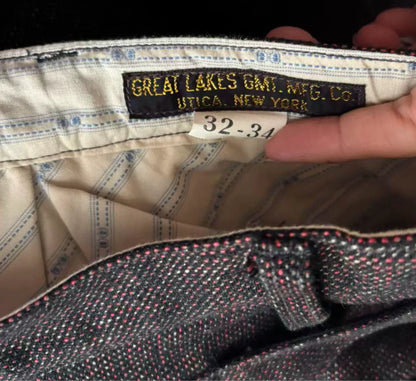 GREAT LAKES GMT. MFG. Co.
UTICA, NEW YORK
32-34